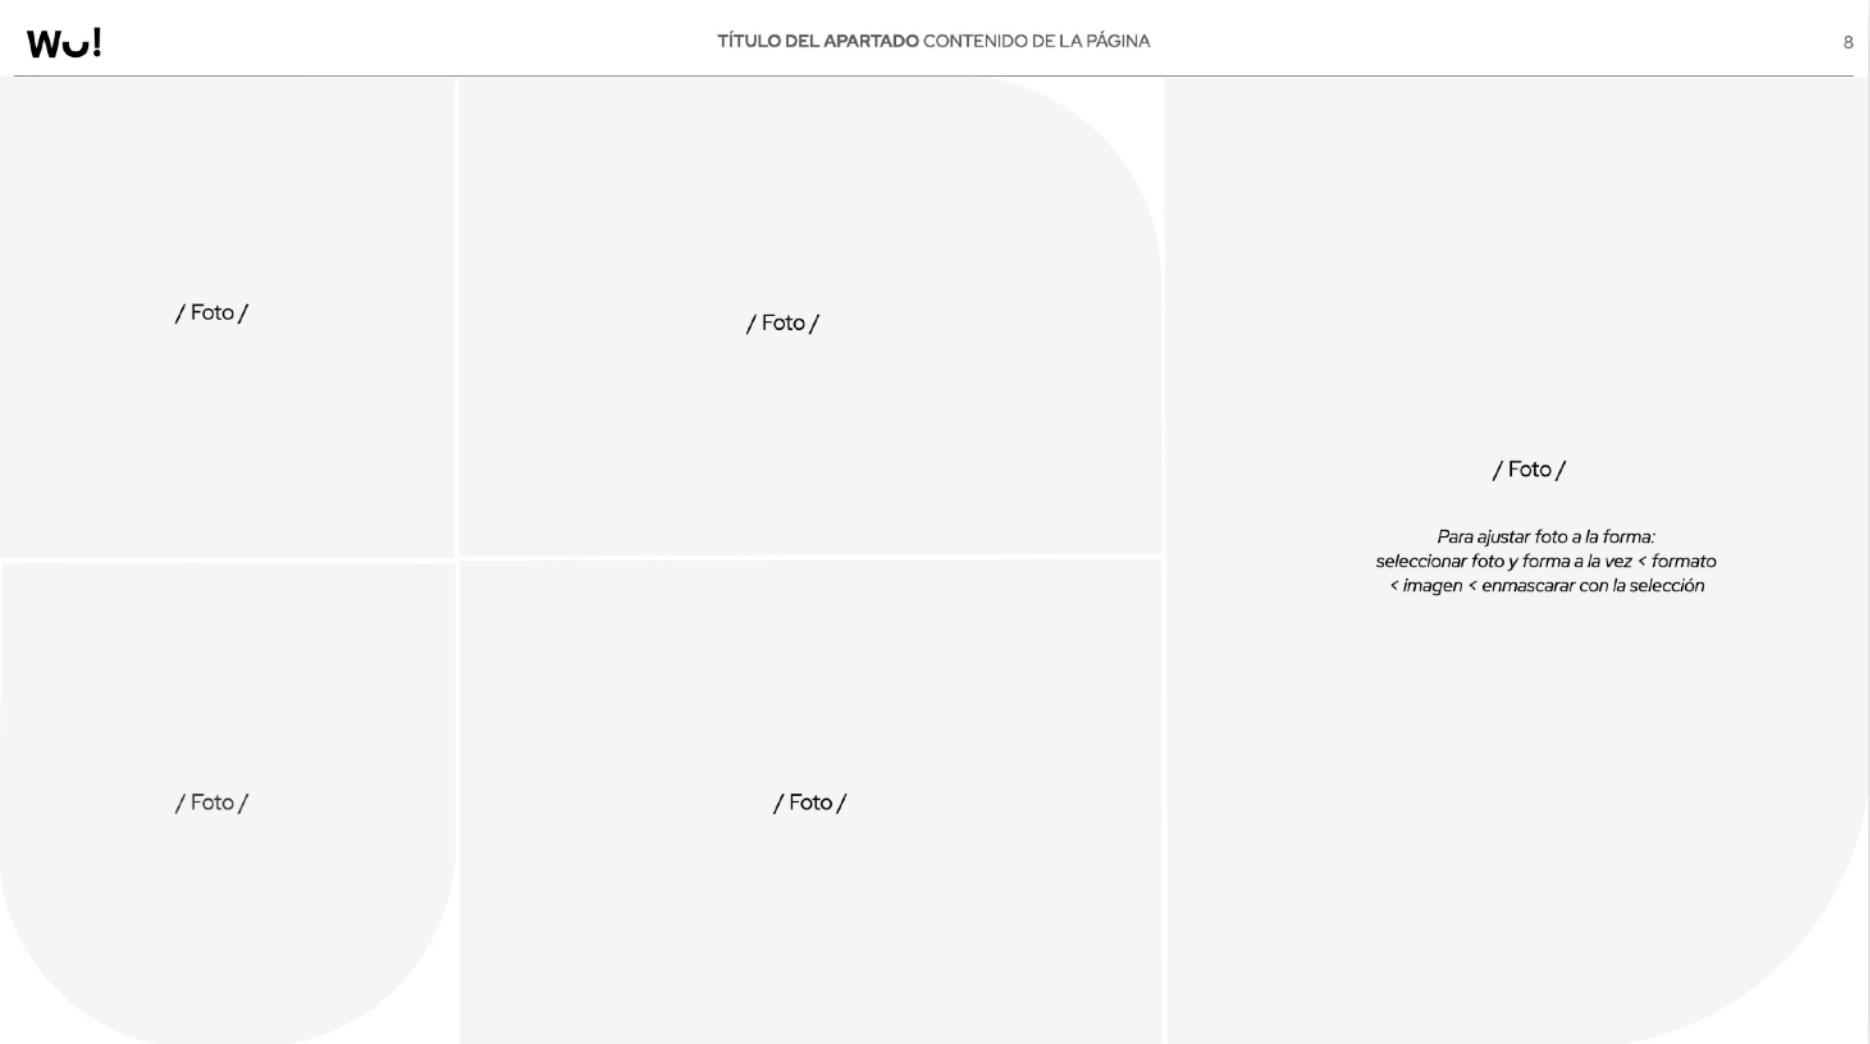 Wu!
TÍTULO DEL APARTADO CONTENIDO DE LA PÁGINA
8
/ Foto /
/ Foto /
/ Foto /
Para ajustar foto a la forma:
seleccionar foto y forma a la vez < formato
< imagen < enmascarar con la selección
/ Foto /
/ Foto /